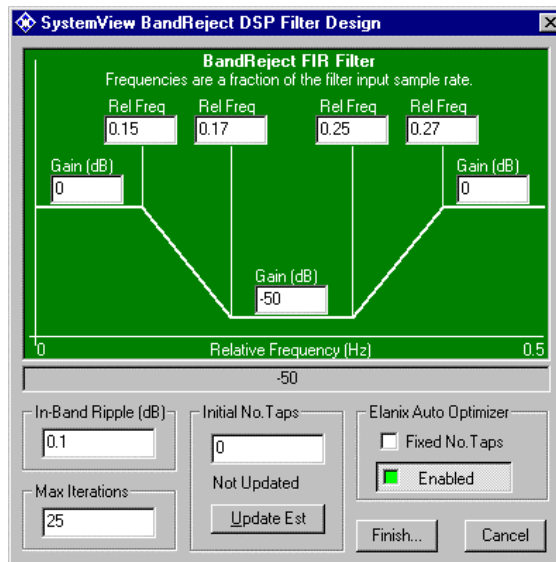 SystemView BandReject DSP Filter Design
BandReject FIR Filter
Frequencies are a fraction of the filter input sample rate.
Rel Freq Rel Freq Rel Freq Rel Freq
0.15 0.17 0.25 0.27
Gain (dB) Gain (dB)
0 0
Gain (dB)
-50
0 Relative Frequency (Hz) 0.5
-50
In-Band Ripple (dB)
0.1
Max Iterations
25
Initial No.Taps
0
Not Updated
Update Est
Elanix Auto Optimizer
Fixed No.Taps
Enabled
Finish... Cancel